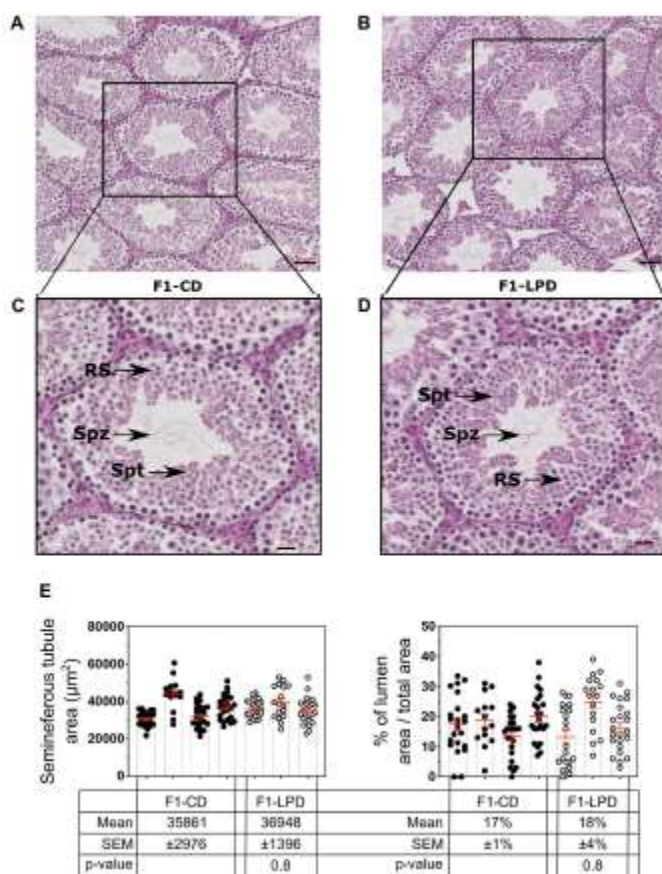 A
B
F1-CD
F1-LPD
C
D
RS
Spz
Spt
Spt
Spz
RS
E
Semineferous tubule
area (µm²)
80000
60000
40000
20000
0
% of lumen
area / total area
50
40
30
20
10
0
F1-CD F1-LPD F1-CD F1-LPD
Mean 35861 36948 Mean 17% 18%
SEM ±2976 ±1396 SEM ±1% ±4%
p-value 0.8 p-value 0.8